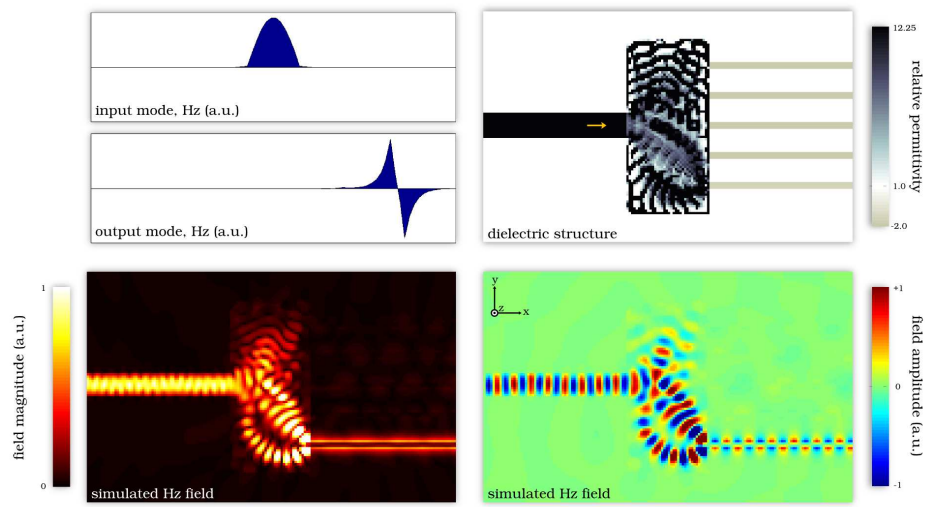 input mode, Hz (a.u.)
output mode, Hz (a.u.)
dielectric structure
12.25
1.0
-2.0
relative permittivity
field magnitude (a.u.)
1
0
simulated Hz field
y
z
x
simulated Hz field
+1
0
-1
field amplitude (a.u.)